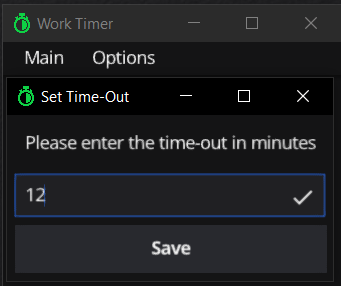 Work Timer
Main Options
Set Time-Out
Please enter the time-out in minutes
12
Save